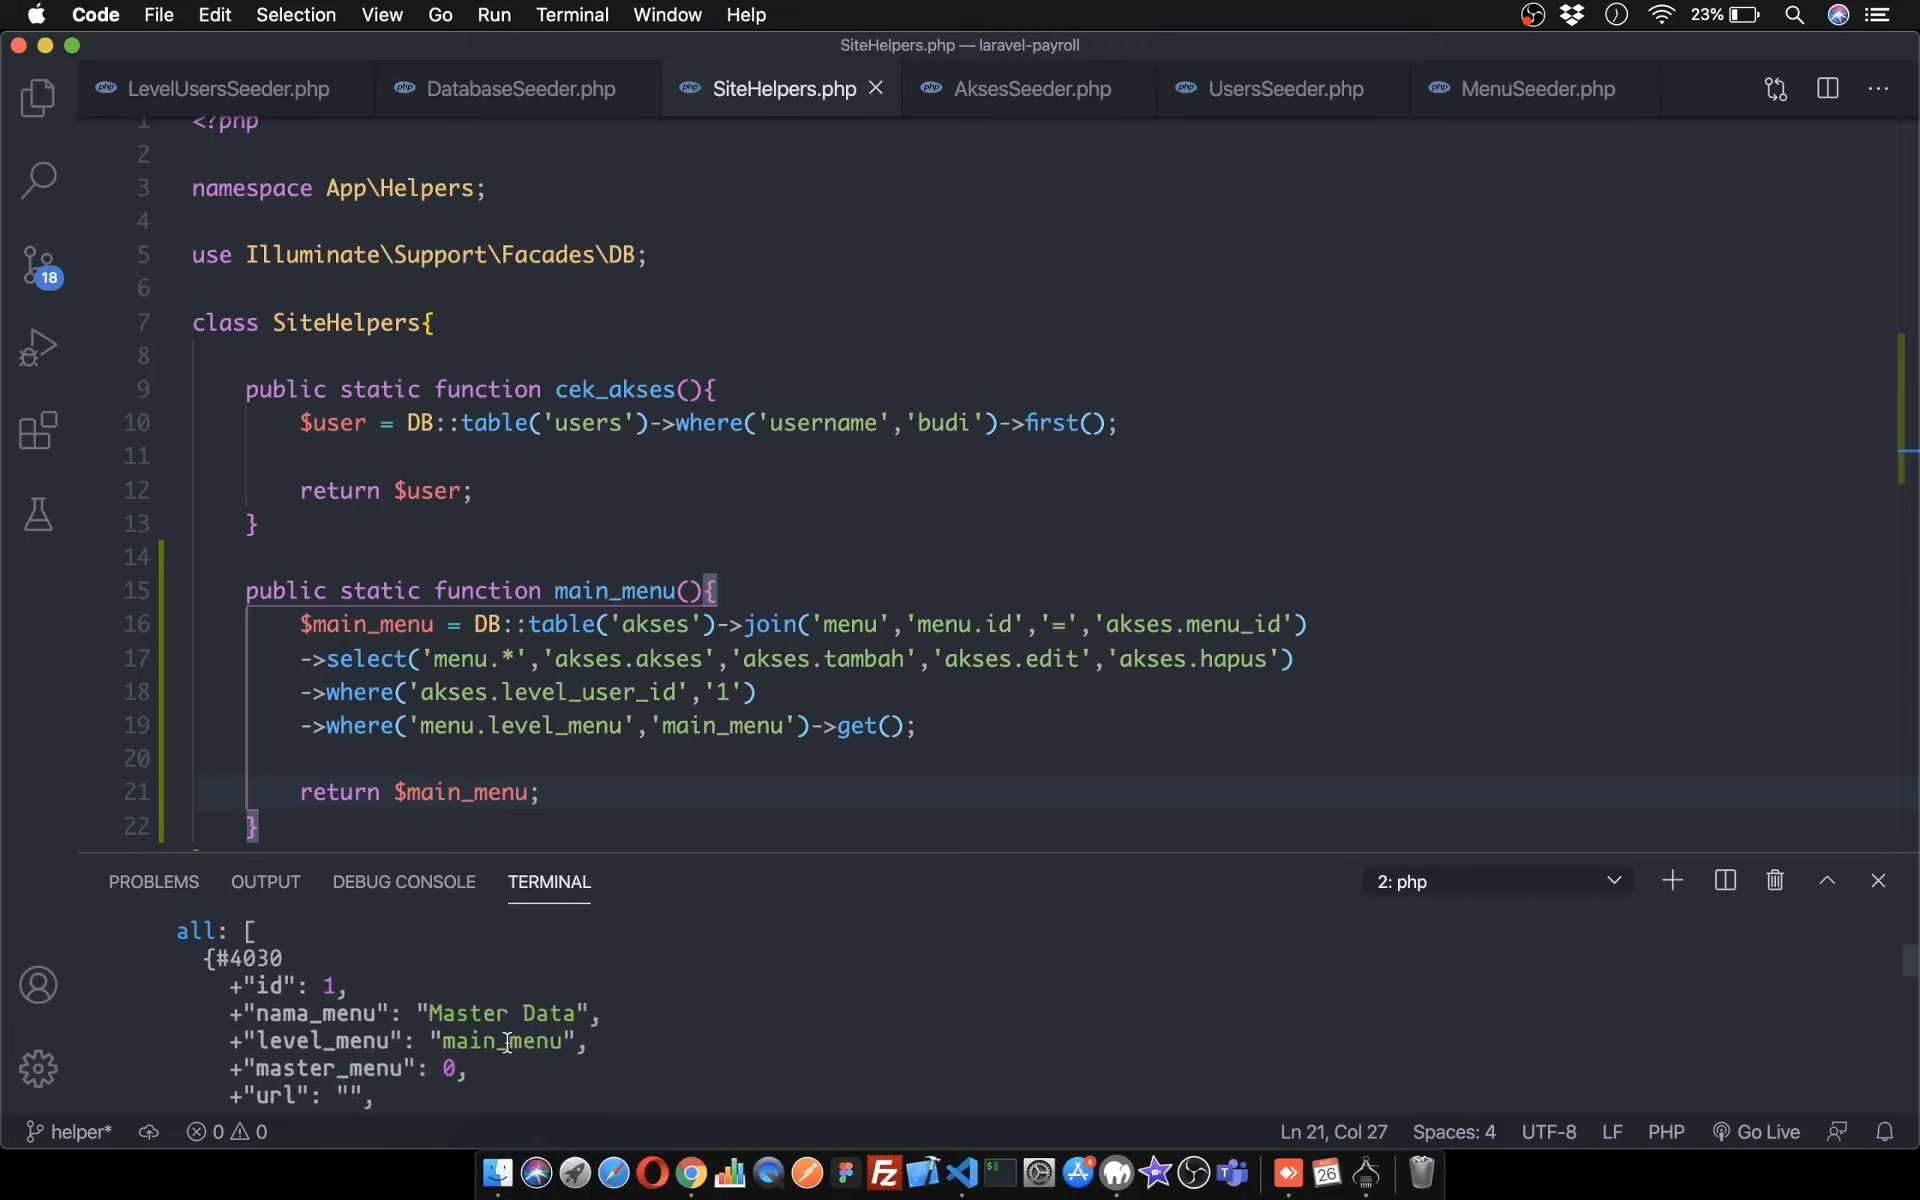 Code File Edit Selection View Go Run Terminal Window Help 23%
SiteHelpers.php — laravel-payroll
LevelUsersSeeder.php DatabaseSeeder.php SiteHelpers.php AksesSeeder.php UsersSeeder.php MenuSeeder.php
1 <?php
2
3 namespace App\Helpers;
4
5 use Illuminate\Support\Facades\DB;
6
7 class SiteHelpers{
8
9 public static function cek_akses(){
10 $user = DB::table('users')->where('username','budi')->first();
11
12 return $user;
13 }
14
15 public static function main_menu(){
16 $main_menu = DB::table('akses')->join('menu','menu.id','=','akses.menu_id')
17 ->select('menu.*','akses.akses','akses.tambah','akses.edit','akses.hapus')
18 ->where('akses.level_user_id','1')
19 ->where('menu.level_menu','main_menu')->get();
20
21 return $main_menu;
22 }
18
PROBLEMS OUTPUT DEBUG CONSOLE TERMINAL 2: php
all: [
{#4030
+"id": 1,
+"nama_menu": "Master Data",
+"level_menu": "main_menu",
+"master_menu": 0,
+"url": "",
helper* 0 0 Ln 21, Col 27 Spaces: 4 UTF-8 LF PHP Go Live
26